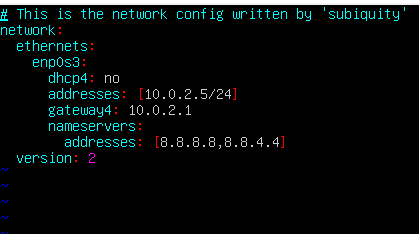 # This is the network config written by 'subiquity'
network:
  ethernets:
    enp0s3:
      dhcp4: no
      addresses: [10.0.2.5/24]
      gateway4: 10.0.2.1
      nameservers:
        addresses: [8.8.8.8,8.8.4.4]
  version: 2
~
~
~
~
~